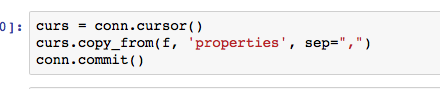 0]:
curs = conn.cursor()
curs.copy_from(f, 'properties', sep=",")
conn.commit()